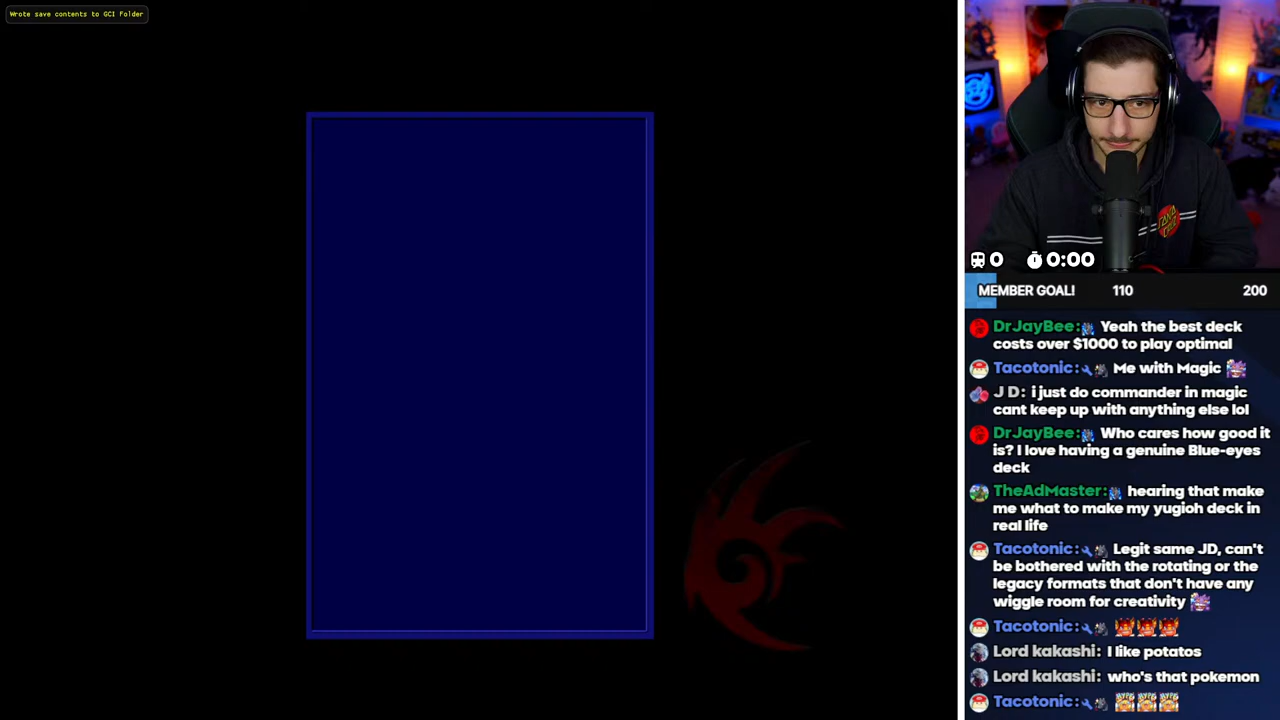 Wrote save contents to GCI Folder
0 0:00
MEMBER GOAL! 110 200
DrJayBee: Yeah the best deck
costs over $1000 to play optimal
Tacotonic: Me with Magic
J D: i just do commander in magic
cant keep up with anything else lol
DrJayBee: Who cares how good it
is? I love having a genuine Blue-eyes
deck
TheAdMaster: hearing that make
me what to make my yugioh deck in
real life
Tacotonic: Legit same JD, can't
be bothered with the rotating or the
legacy formats that don't have any
wiggle room for creativity
Tacotonic:
Lord kakashi: I like potatos
Lord kakashi: who's that pokemon
Tacotonic: